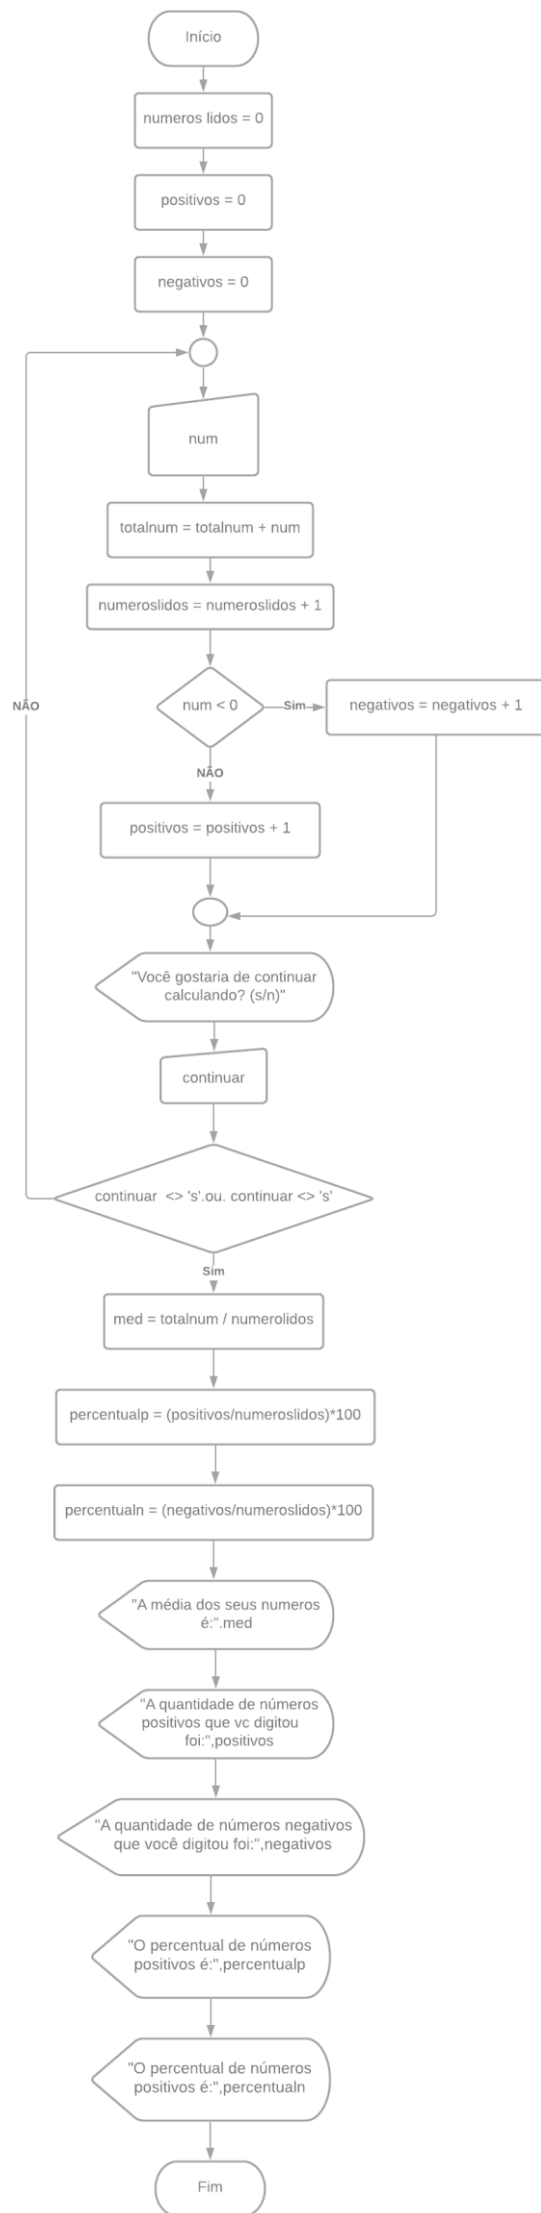 Início
numeros lidos = 0
positivos = 0
negativos = 0
num
totalnum = totalnum + num
numeroslidos = numeroslidos + 1
num < 0
Sim
negativos = negativos + 1
NÃO
NÃO
positivos = positivos + 1
"Você gostaria de continuar
calculando? (s/n)"
continuar
continuar <> 's'.ou. continuar <> 's'
Sim
med = totalnum / numerolidos
percentualp = (positivos/numeroslidos)*100
percentualn = (negativos/numeroslidos)*100
"A média dos seus numeros
é:".med
"A quantidade de números
positivos que vc digitou
foi:",positivos
"A quantidade de números negativos
que você digitou foi:",negativos
"O percentual de números
positivos é:",percentualp
"O percentual de números
positivos é:",percentualn
Fim